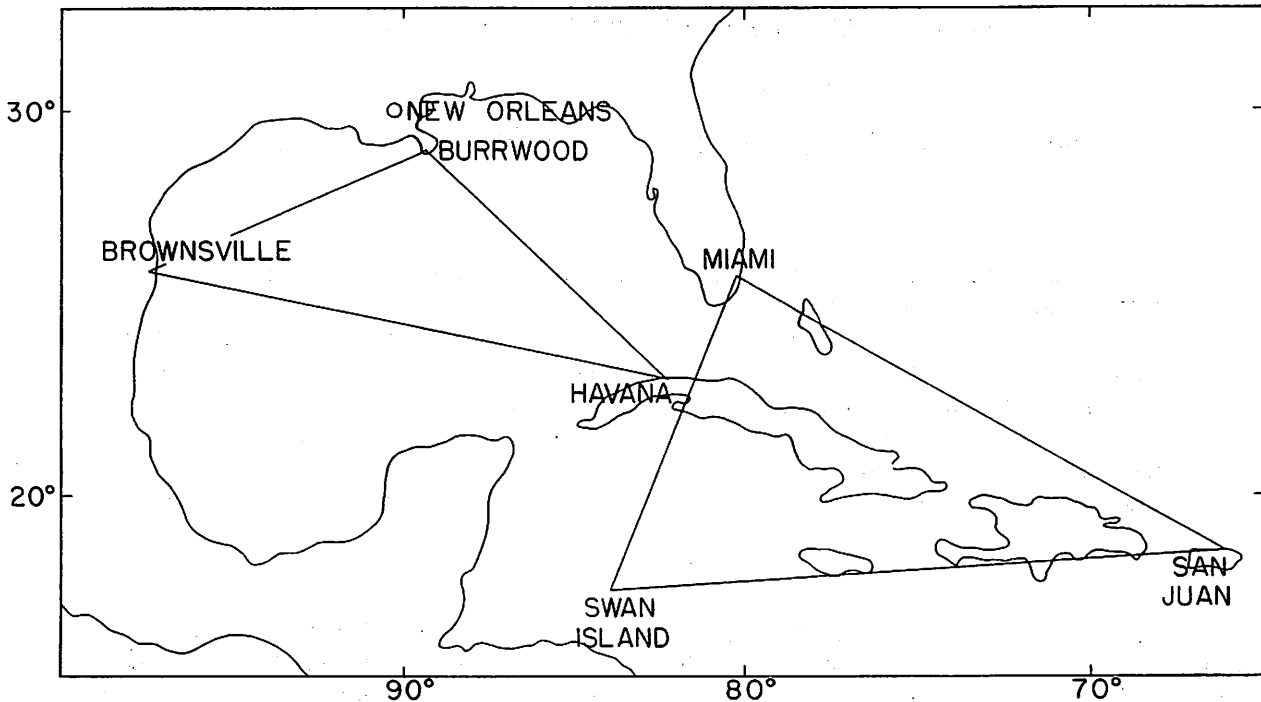 30°
NEW ORLEANS
BURRWOOD
BROWNSVILLE
MIAMI
HAVANA
20°
SAN
JUAN
SWAN
ISLAND
90°
80°
70°